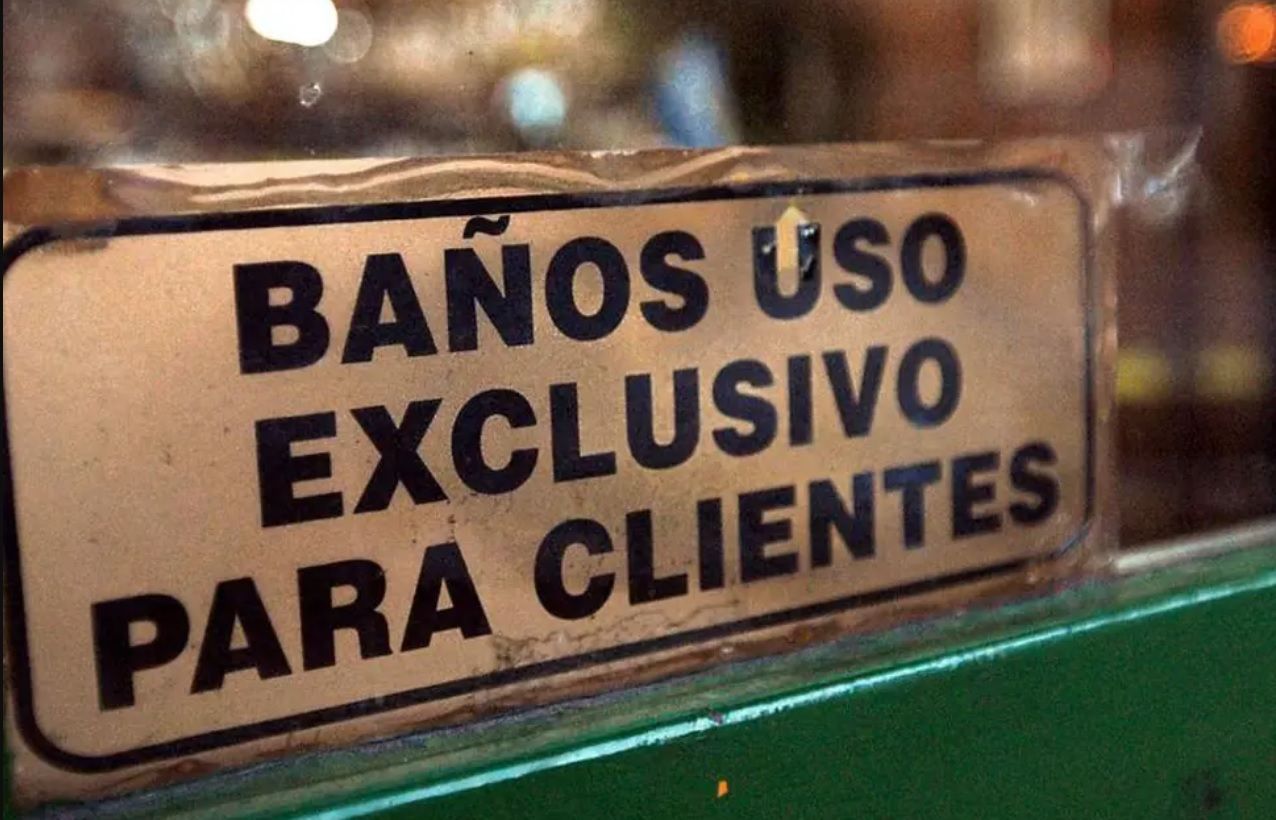 BAÑOS USO
EXCLUSIVO
PARA CLIENTES